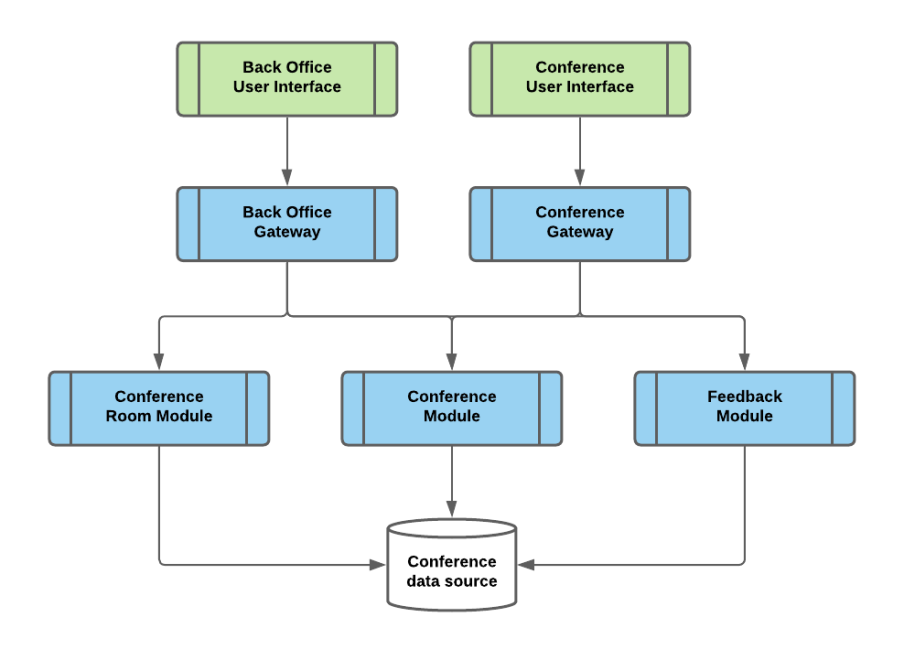 Back Office
User Interface
Conference
User Interface
Back Office
Gateway
Conference
Gateway
Conference
Room Module
Conference
Module
Feedback
Module
Conference
data source